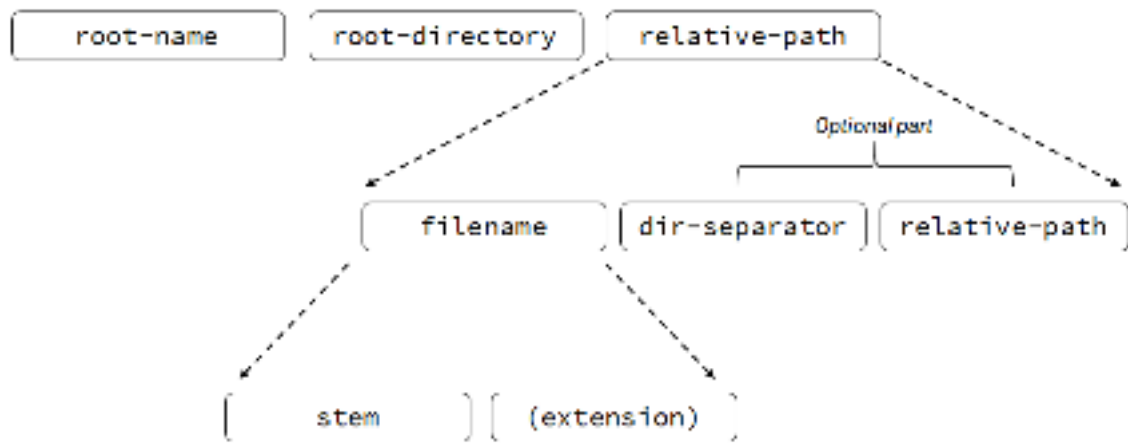 root-name root-directory relative-path
Optional part
filename dir-separator relative-path
stem (extension)